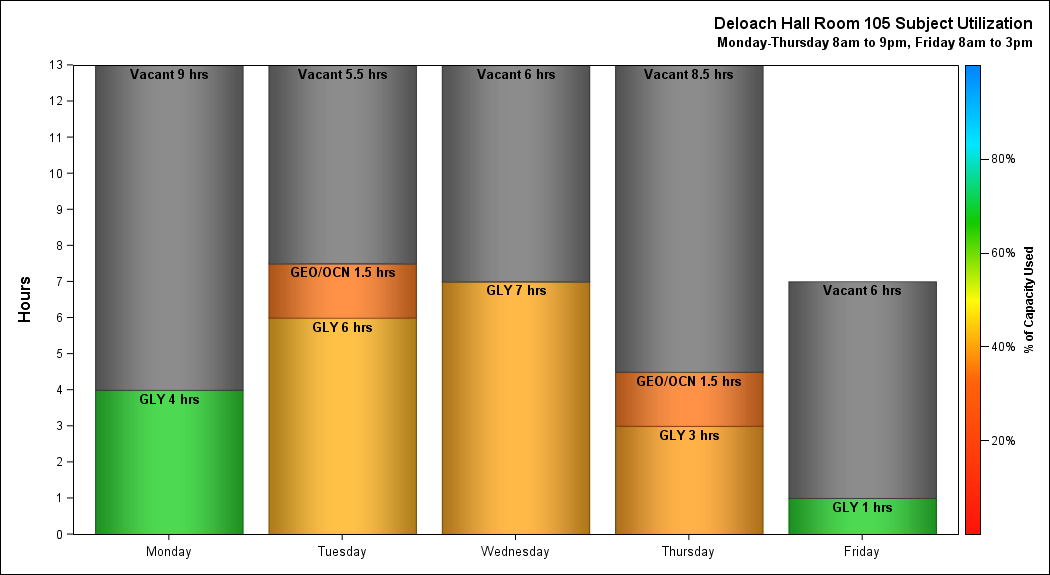 Deloach Hall Room 105 Subject Utilization
Monday-Thursday 8am to 9pm, Friday 8am to 3pm
13
12
11
10
9
8
7
6
5
4
3
2
1
0
Hours
Vacant 9 hrs
GLY 4 hrs
Vacant 5.5 hrs
GEO/OCN 1.5 hrs
GLY 6 hrs
Vacant 6 hrs
GLY 7 hrs
Vacant 8.5 hrs
GEO/OCN 1.5 hrs
GLY 3 hrs
Vacant 6 hrs
GLY 1 hrs
Monday
Tuesday
Wednesday
Thursday
Friday
80%
60%
40%
20%
% of Capacity Used